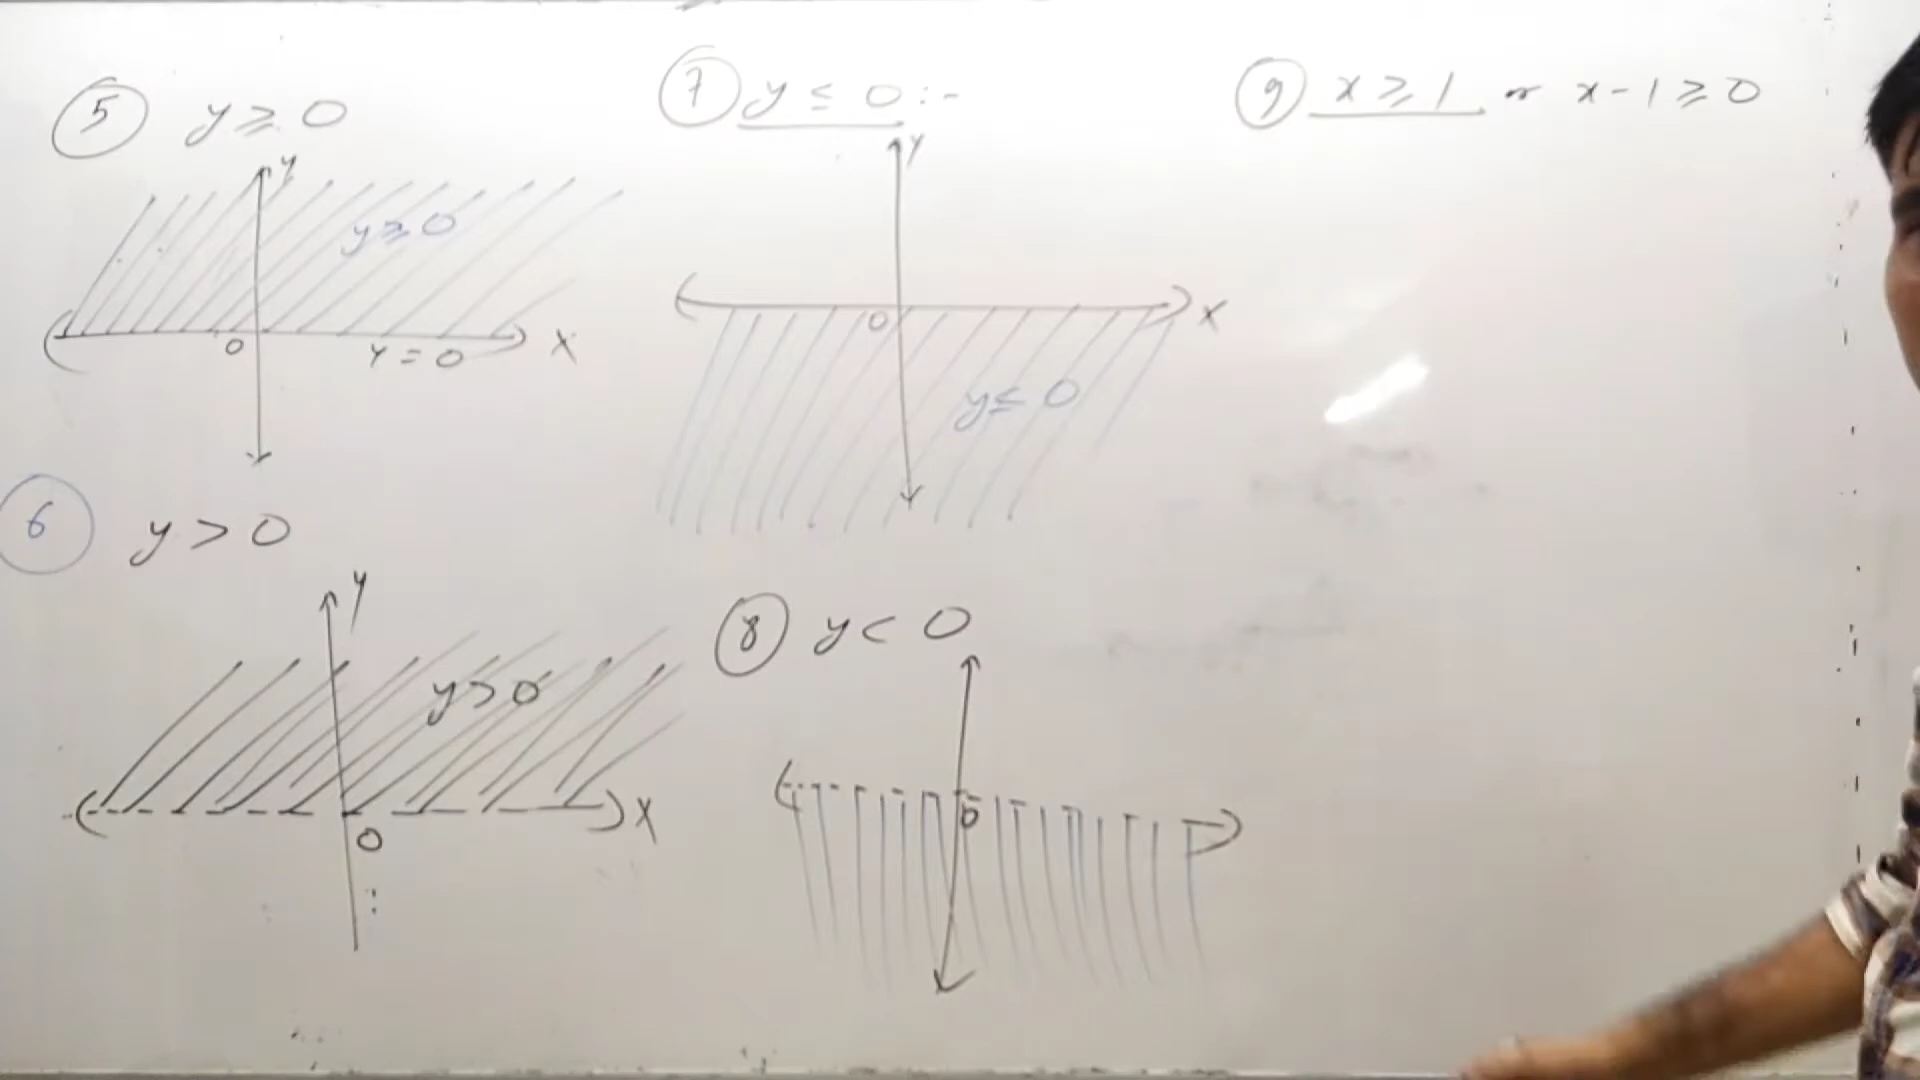 ⑤ y ≥ 0
Y
y ≥ 0
0
Y = 0
X
⑥ y > 0
Y
y > 0
X
0
⑦ y ≤ 0 :-
Y
X
0
y ≤ 0
⑧ y < 0
0
⑨ x ≥ 1 or x - 1 ≥ 0